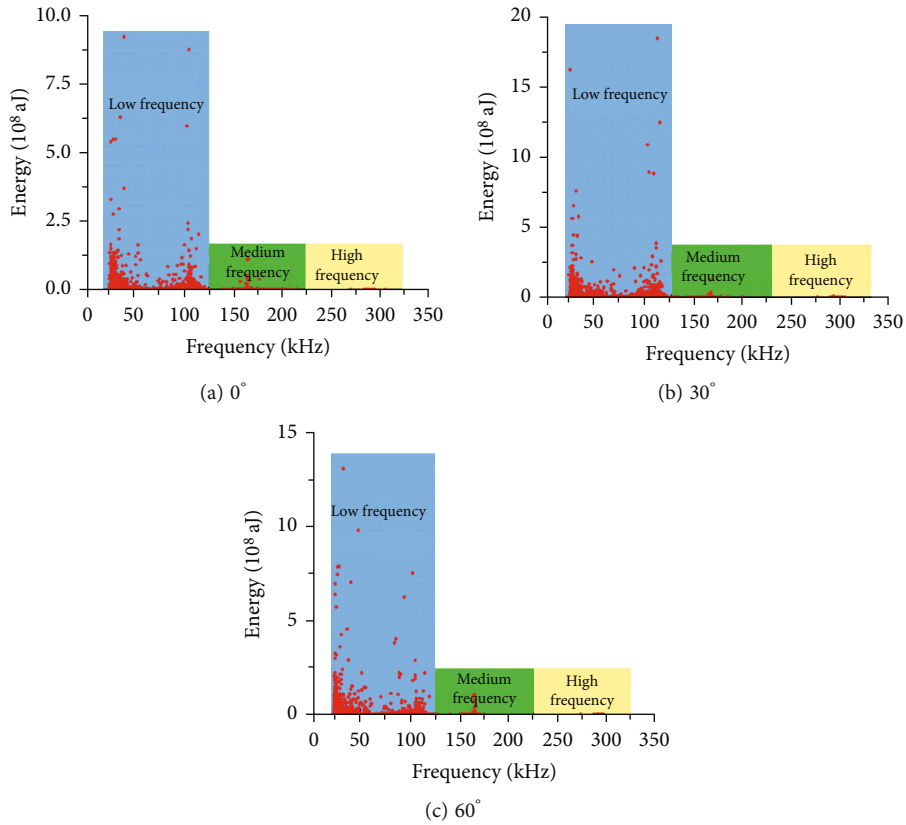 10.0
7.5
5.0
2.5
0.0
Energy (10⁸ aJ)
Low frequency
Medium
frequency
High
frequency
0 50 100 150 200 250 300 350
Frequency (kHz)
(a) 0°
20
15
10
5
0
Energy (10⁸ aJ)
Low frequency
Medium
frequency
High
frequency
0 50 100 150 200 250 300 350
Frequency (kHz)
(b) 30°
15
10
5
0
Energy (10⁸ aJ)
Low frequency
Medium
frequency
High
frequency
0 50 100 150 200 250 300 350
Frequency (kHz)
(c) 60°